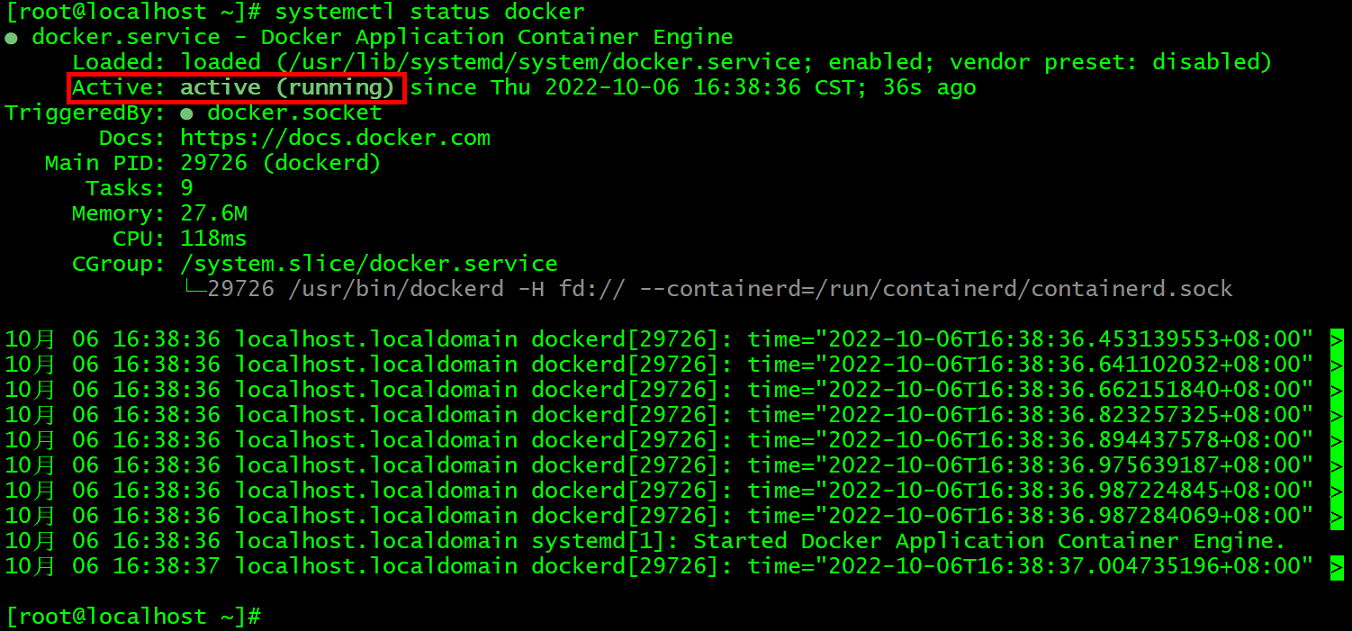 [root@localhost ~]# systemctl status docker
● docker.service - Docker Application Container Engine
     Loaded: loaded (/usr/lib/systemd/system/docker.service; enabled; vendor preset: disabled)
     Active: active (running) since Thu 2022-10-06 16:38:36 CST; 36s ago
TriggeredBy: ● docker.socket
       Docs: https://docs.docker.com
   Main PID: 29726 (dockerd)
      Tasks: 9
     Memory: 27.6M
        CPU: 118ms
     CGroup: /system.slice/docker.service
             └─29726 /usr/bin/dockerd -H fd:// --containerd=/run/containerd/containerd.sock
10月 06 16:38:36 localhost.localdomain dockerd[29726]: time="2022-10-06T16:38:36.453139553+08:00" >
10月 06 16:38:36 localhost.localdomain dockerd[29726]: time="2022-10-06T16:38:36.641102032+08:00" >
10月 06 16:38:36 localhost.localdomain dockerd[29726]: time="2022-10-06T16:38:36.662151840+08:00" >
10月 06 16:38:36 localhost.localdomain dockerd[29726]: time="2022-10-06T16:38:36.823257325+08:00" >
10月 06 16:38:36 localhost.localdomain dockerd[29726]: time="2022-10-06T16:38:36.894437578+08:00" >
10月 06 16:38:36 localhost.localdomain dockerd[29726]: time="2022-10-06T16:38:36.975639187+08:00" >
10月 06 16:38:36 localhost.localdomain dockerd[29726]: time="2022-10-06T16:38:36.987224845+08:00" >
10月 06 16:38:36 localhost.localdomain dockerd[29726]: time="2022-10-06T16:38:36.987284069+08:00" >
10月 06 16:38:36 localhost.localdomain systemd[1]: Started Docker Application Container Engine.
10月 06 16:38:37 localhost.localdomain dockerd[29726]: time="2022-10-06T16:38:37.004735196+08:00" >
[root@localhost ~]#